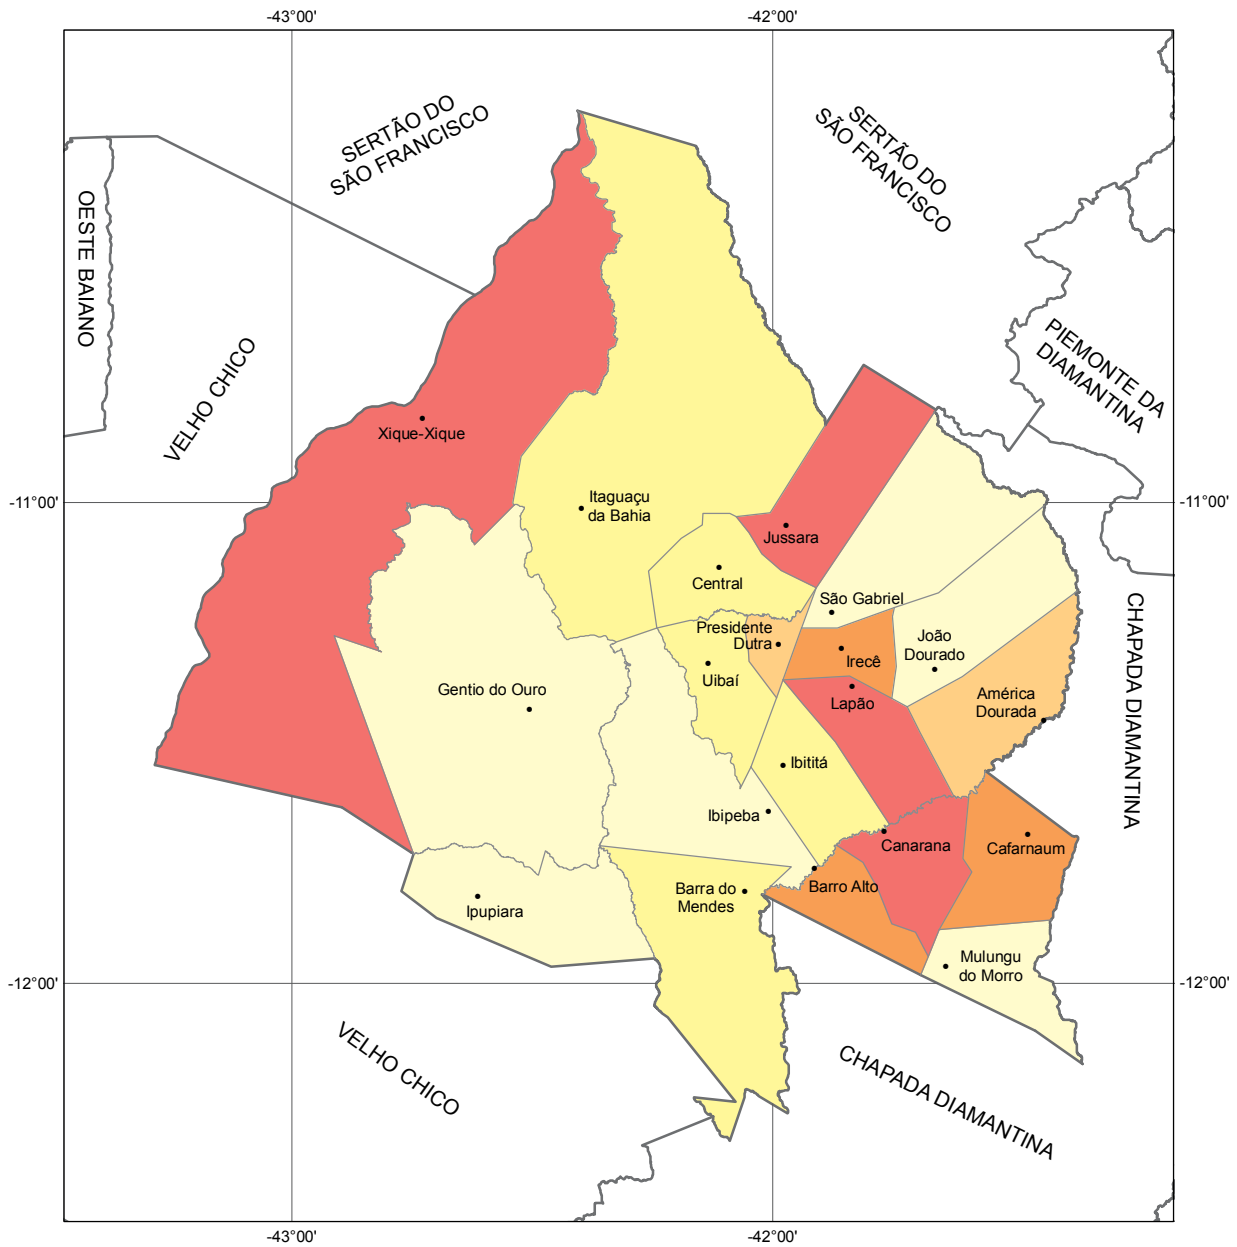 -43°00'
-42°00'
SERTÃO DO
SÃO FRANCISCO
SERTÃO DO
SÃO FRANCISCO
OESTE BAIANO
VELHO CHICO
PIEMONTE DA
DIAMANTINA
Xique-Xique
-11°00'
-11°00'
Itaguaçu
da Bahia
Jussara
Central
São Gabriel
Presidente
Dutra
João
Dourado
Irecê
Uibaí
Gentio do Ouro
Lapão
América
Dourada
CHAPADA DIAMANTINA
Ibititá
Ibipeba
Canarana
Cafarnaum
Barra do
Mendes
Barro Alto
Ipupiara
Mulungu
do Morro
-12°00'
-12°00'
VELHO CHICO
CHAPADA DIAMANTINA
-43°00'
-42°00'